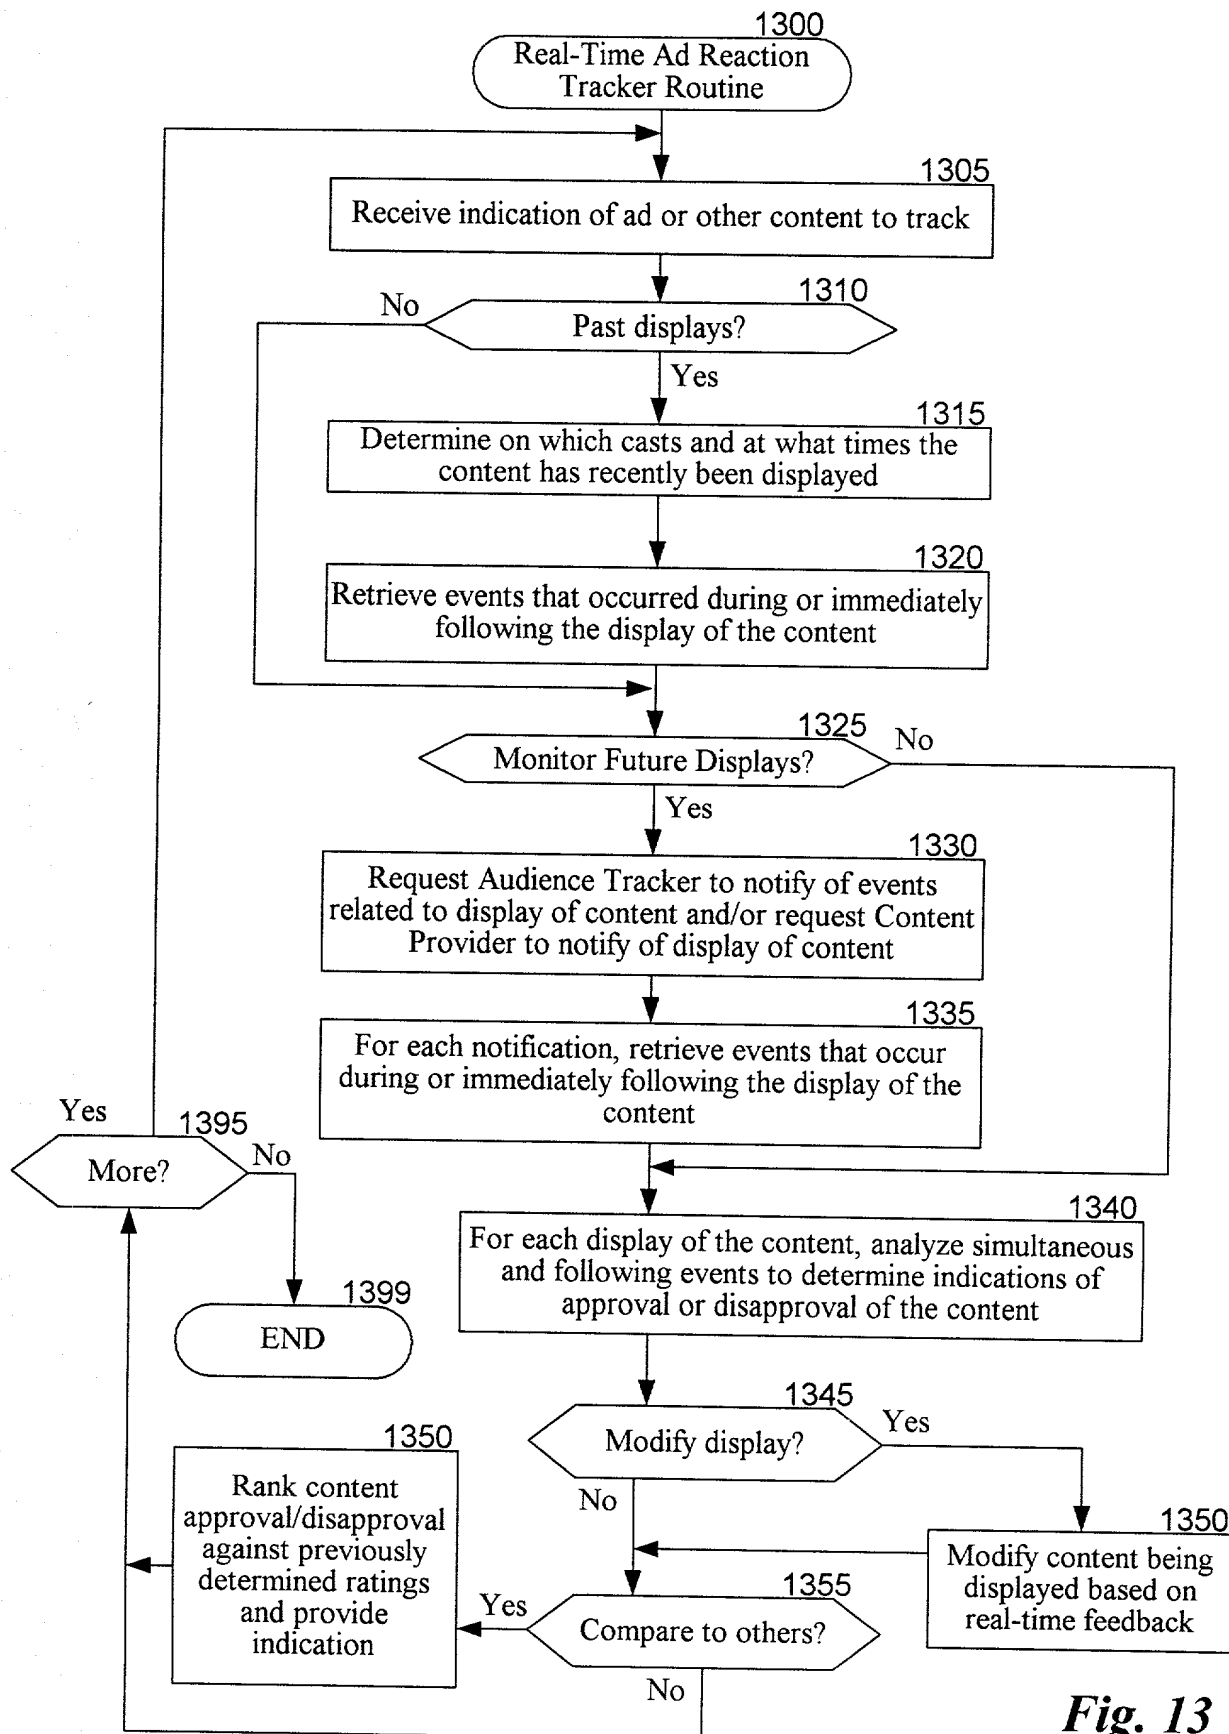 1300
Real-Time Ad Reaction
Tracker Routine
1305
Receive indication of ad or other content to track
1310
No
Past displays?
Yes
1315
Determine on which casts and at what times the
content has recently been displayed
1320
Retrieve events that occurred during or immediately
following the display of the content
1325
No
Monitor Future Displays?
Yes
1330
Request Audience Tracker to notify of events
related to display of content and/or request Content
Provider to notify of display of content
1335
For each notification, retrieve events that occur
during or immediately following the display of the
content
Yes
1395
More?
No
1399
END
1340
For each display of the content, analyze simultaneous
and following events to determine indications of
approval or disapproval of the content
1345
Modify display?
Yes
No
1350
Modify content being
displayed based on
real-time feedback
1355
Compare to others?
Yes
No
1350
Rank content
approval/disapproval
against previously
determined ratings
and provide
indication
Fig. 13